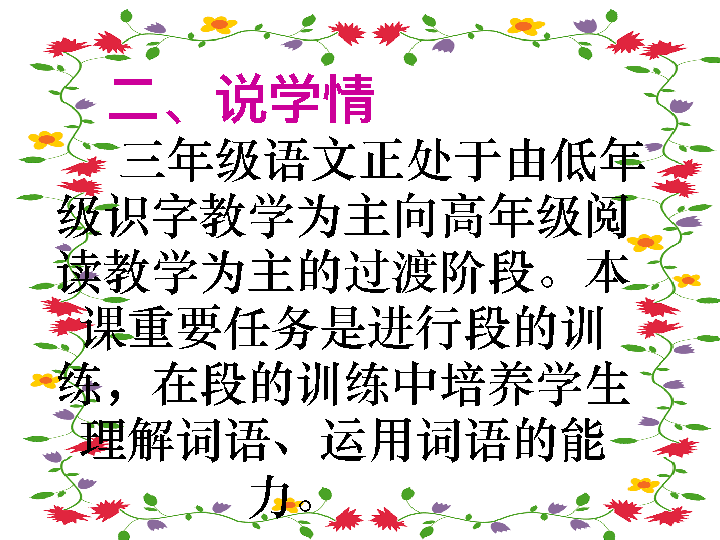 二、说学情
三年级语文正处于由低年
级识字教学为主向高年级阅
读教学为主的过渡阶段。本
课重要任务是进行段的训
练，在段的训练中培养学生
理解词语、运用词语的能
力。